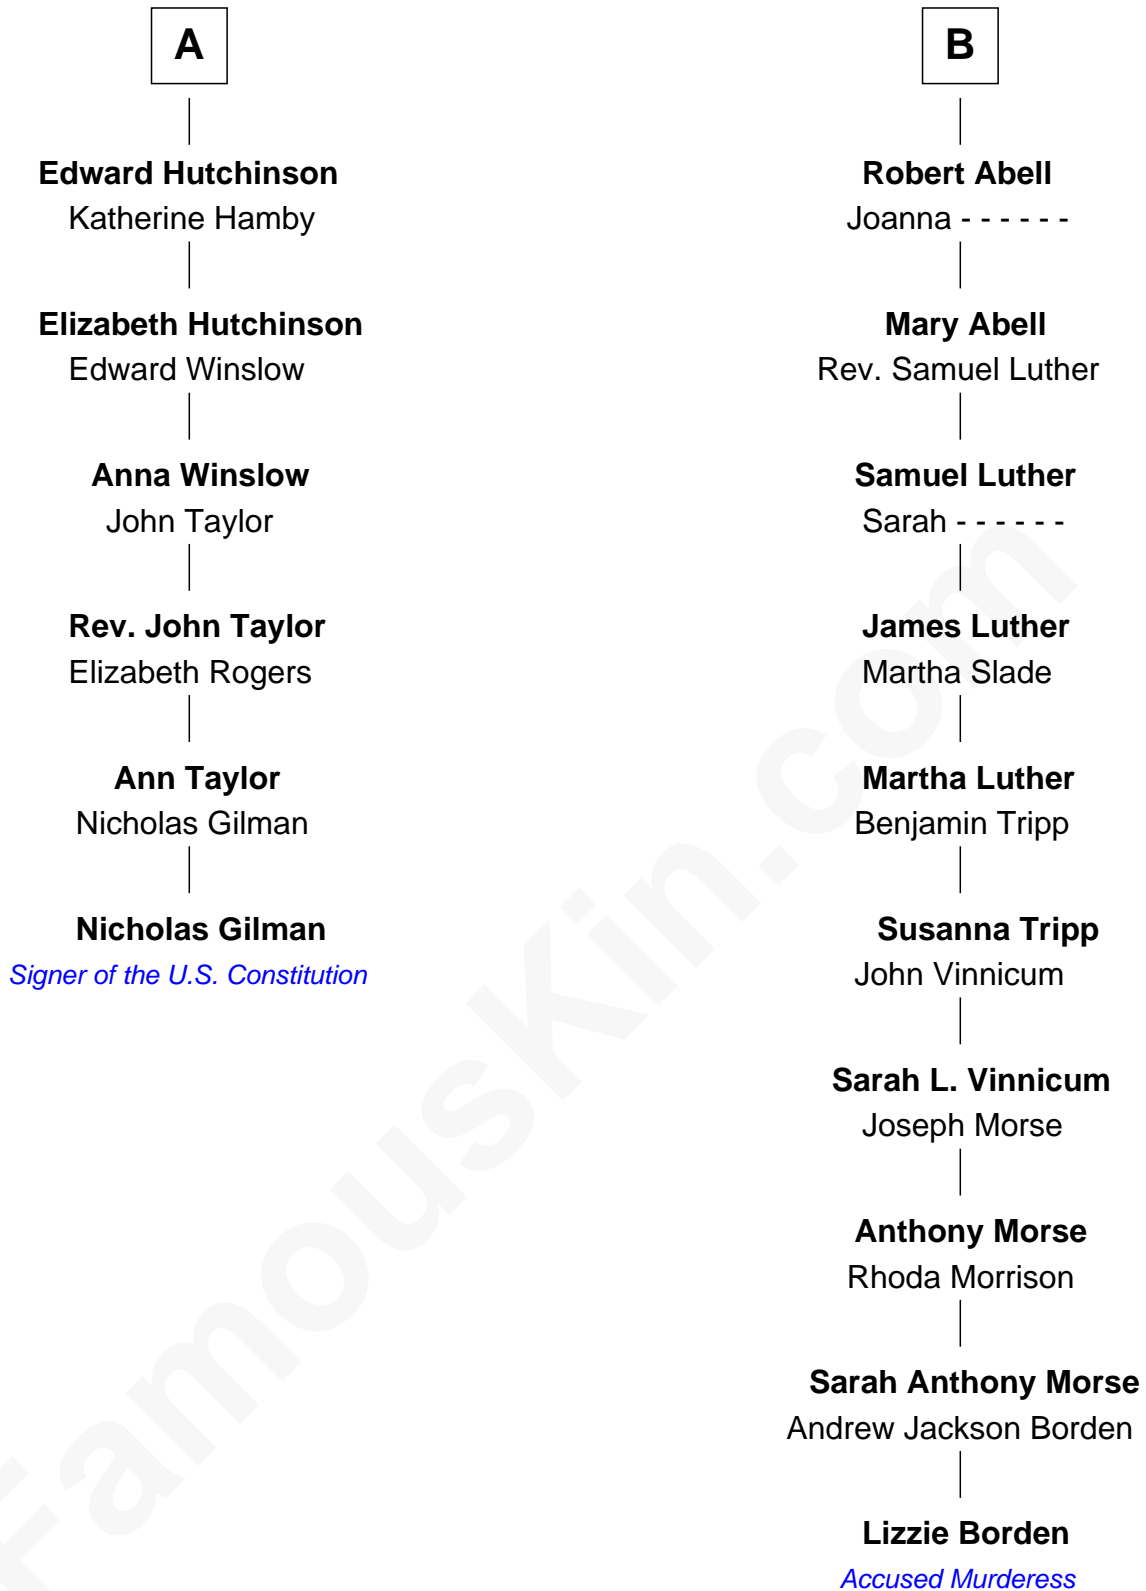 A
Edward Hutchinson
Katherine Hamby
Elizabeth Hutchinson
Edward Winslow
Anna Winslow
John Taylor
Rev. John Taylor
Elizabeth Rogers
Ann Taylor
Nicholas Gilman
Nicholas Gilman
Signer of the U.S. Constitution
B
Robert Abell
Joanna - - - - - -
Mary Abell
Rev. Samuel Luther
Samuel Luther
Sarah - - - - - -
James Luther
Martha Slade
Martha Luther
Benjamin Tripp
Susanna Tripp
John Vinnicum
Sarah L. Vinnicum
Joseph Morse
Anthony Morse
Rhoda Morrison
Sarah Anthony Morse
Andrew Jackson Borden
Lizzie Borden
Accused Murderess
FamousKin.com